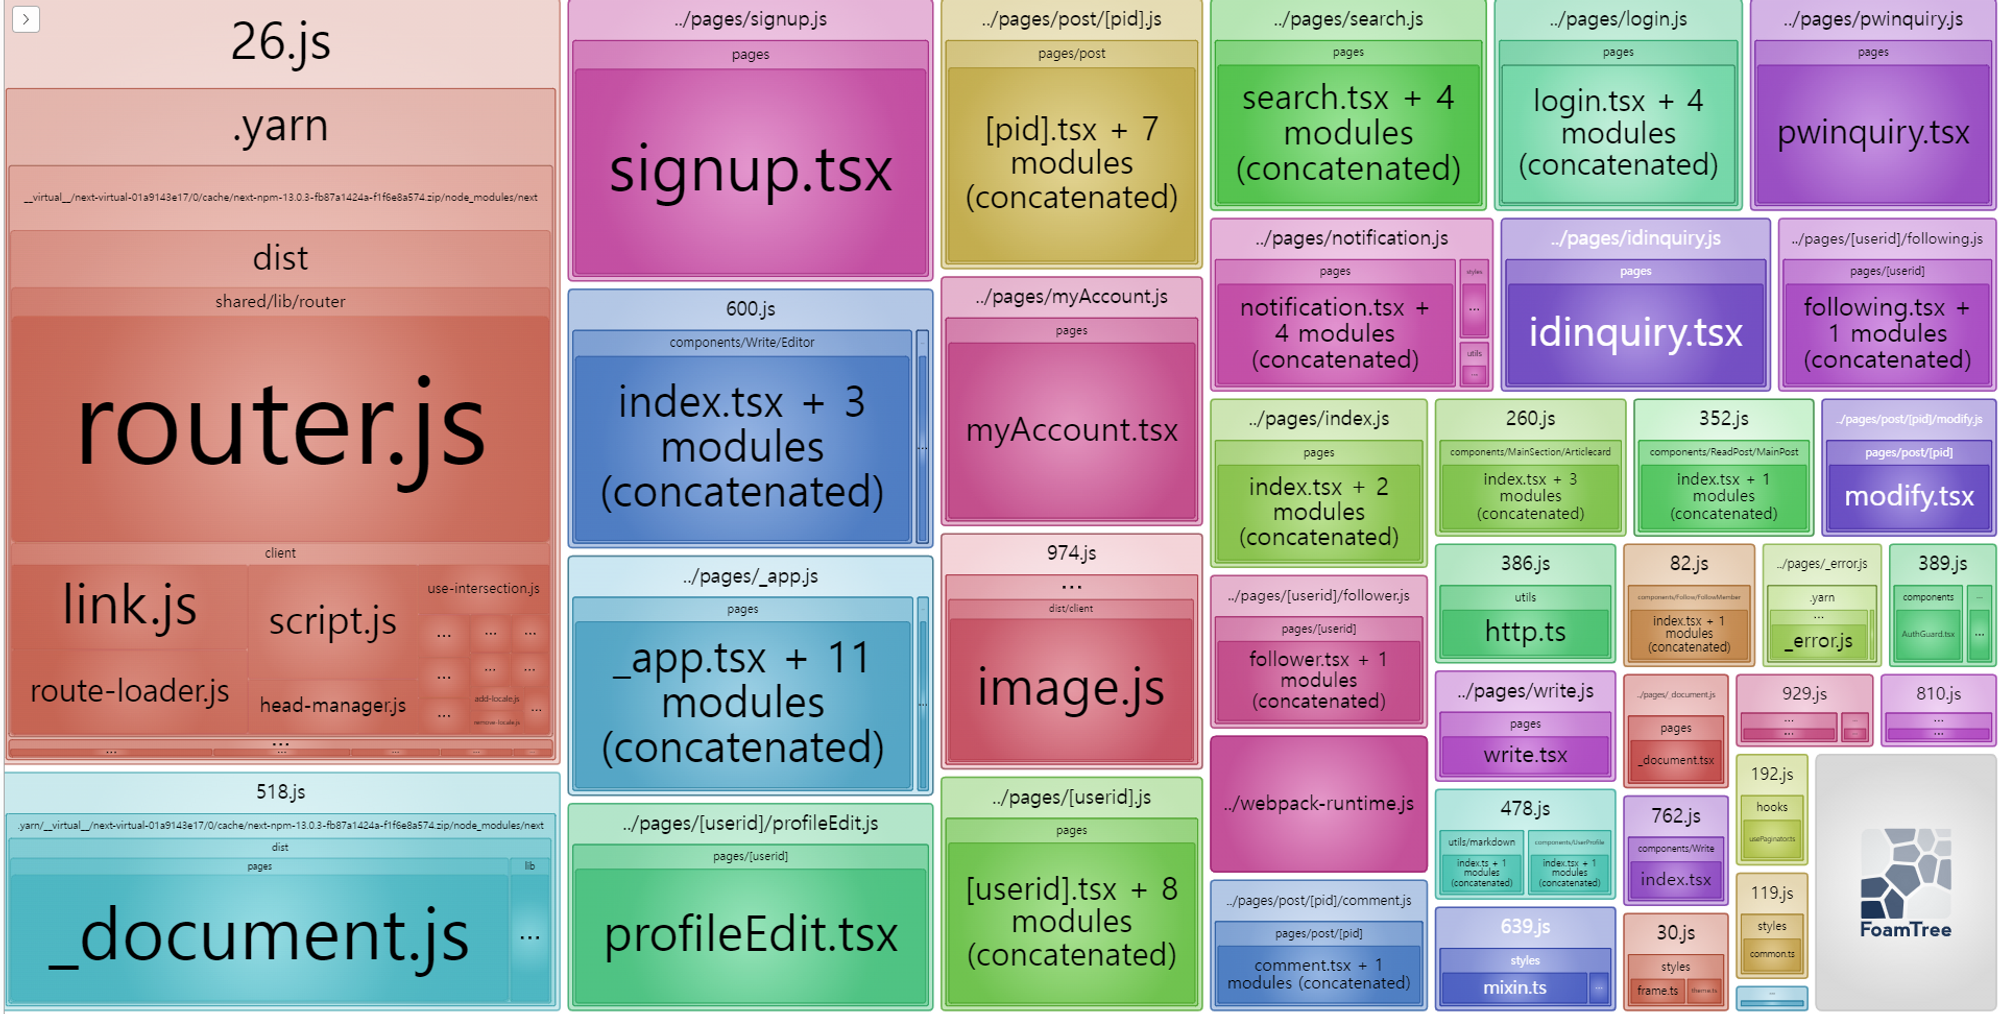 26.js
.yarn
__virtual__/next-virtual-01a9143e17/0/cache/next-npm-13.0.3-fb87a1424a-f1f6e8a574.zip/node_modules/next
dist
shared/lib/router
router.js
client
link.js
script.js
use-intersection.js
...
...
...
...
...
...
route-loader.js
head-manager.js
...
add-locale.js
remove-locale.js
...
...
...
...
...
...
518.js
.yarn/__virtual__/next-virtual-01a9143e17/0/cache/next-npm-13.0.3-fb87a1424a-f1f6e8a574.zip/node_modules/next
dist
pages
lib
_document.js
...
../pages/signup.js
pages
signup.tsx
600.js
components/Write/Editor
index.tsx + 3
modules
(concatenated)
...
../pages/_app.js
pages
_app.tsx + 11
modules
(concatenated)
...
../pages/[userid]/profileEdit.js
pages/[userid]
profileEdit.tsx
../pages/post/[pid].js
pages/post
[pid].tsx + 7
modules
(concatenated)
../pages/myAccount.js
pages
myAccount.tsx
974.js
...
dist/client
image.js
../pages/[userid].js
pages
[userid].tsx + 8
modules
(concatenated)
../pages/search.js
pages
search.tsx + 4
modules
(concatenated)
../pages/login.js
pages
login.tsx + 4
modules
(concatenated)
../pages/pwinquiry.js
pages
pwinquiry.tsx
../pages/notification.js
pages
notification.tsx +
4 modules
(concatenated)
styles
...
utils
...
../pages/idinquiry.js
pages
idinquiry.tsx
../pages/[userid]/following.js
pages/[userid]
following.tsx +
1 modules
(concatenated)
../pages/index.js
pages
index.tsx + 2
modules
(concatenated)
260.js
components/MainSection/Articlecard
index.tsx + 3
modules
(concatenated)
352.js
components/ReadPost/MainPost
index.tsx + 1
modules
(concatenated)
../pages/post/[pid]/modify.js
pages/post/[pid]
modify.tsx
../pages/[userid]/follower.js
pages/[userid]
follower.tsx + 1
modules
(concatenated)
386.js
utils
http.ts
82.js
components/Follow/FollowMember
index.tsx + 1
modules
(concatenated)
../pages/_error.js
.yarn
...
_error.js
389.js
components
AuthGuard.tsx
...
...
../webpack-runtime.js
../pages/write.js
pages
write.tsx
../pages/_document.js
pages
_document.tsx
929.js
...
...
...
...
810.js
...
...
../pages/post/[pid]/comment.js
pages/post/[pid]
comment.tsx + 1
modules (concatenated)
478.js
utils/markdown
index.ts + 1
modules
(concatenated)
components/UserProfile
index.tsx + 1
modules
(concatenated)
762.js
components/Write
index.tsx
192.js
hooks
usePaginator.ts
639.js
styles
mixin.ts
...
30.js
styles
frame.ts
theme.ts
119.js
styles
common.ts
...
FoamTree